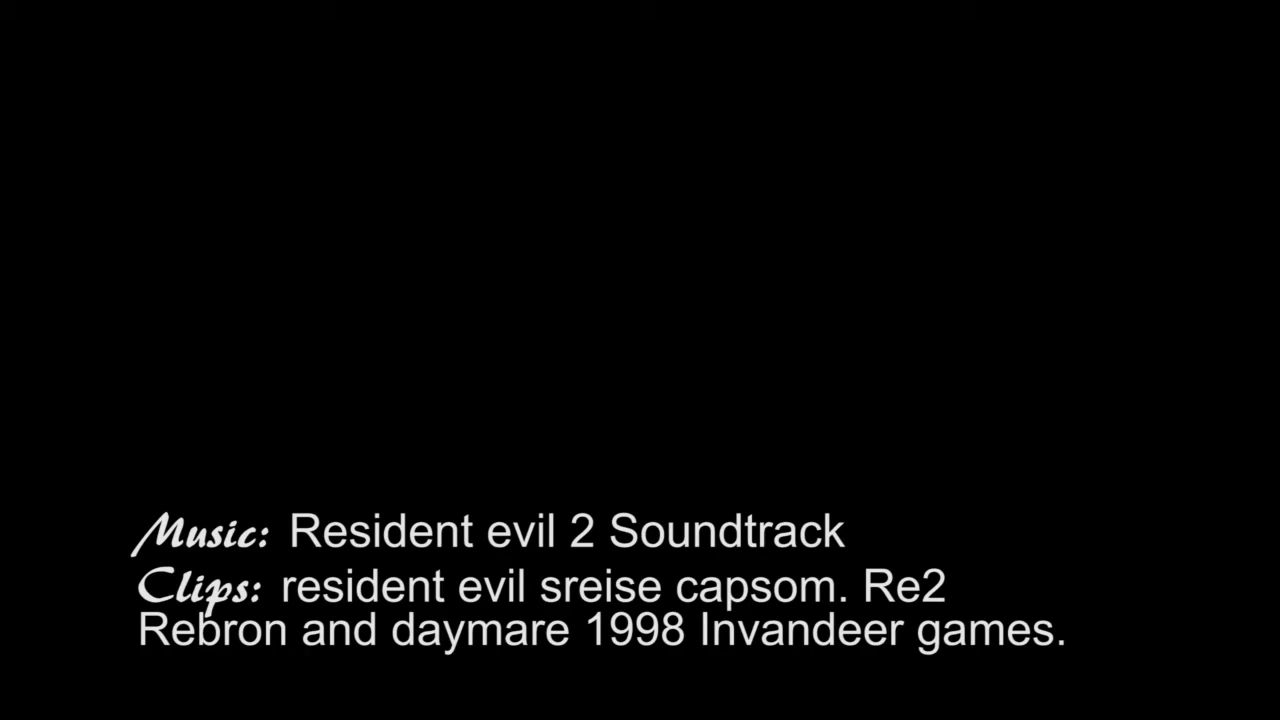 Music: Resident evil 2 Soundtrack
Clips: resident evil sreise capsom. Re2
Rebron and daymare 1998 Invandeer games.